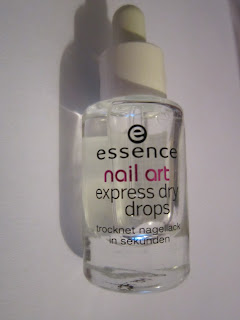 e
essence
nail art
express dry
drops
trocknet nagellack
in sekunden